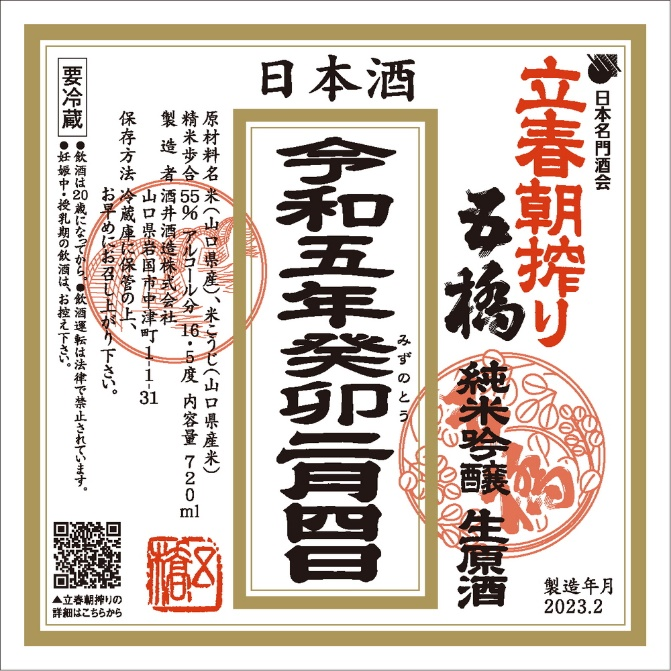 日本酒
日本名門酒会
立春朝搾り
五橋
純米吟醸 生原酒
製造年月
2023.2
令和五年癸卯二月四日
みずのとう
原材料名 米(山口県産)、米こうじ(山口県産米)
精米歩合 55% アルコール分 16・5度 内容量 720ml
製造者 酒井酒造株式会社
山口県岩国市中津町1-1-31
保存方法 冷蔵庫に保管の上、
お早めにお召し上がり下さい。
要冷蔵
●飲酒は20歳になってから。●飲酒運転は法律で禁止されています。
●妊娠中・授乳期の飲酒は、お控え下さい。
▲立春朝搾りの
詳細はこちらから
五橋
五橋